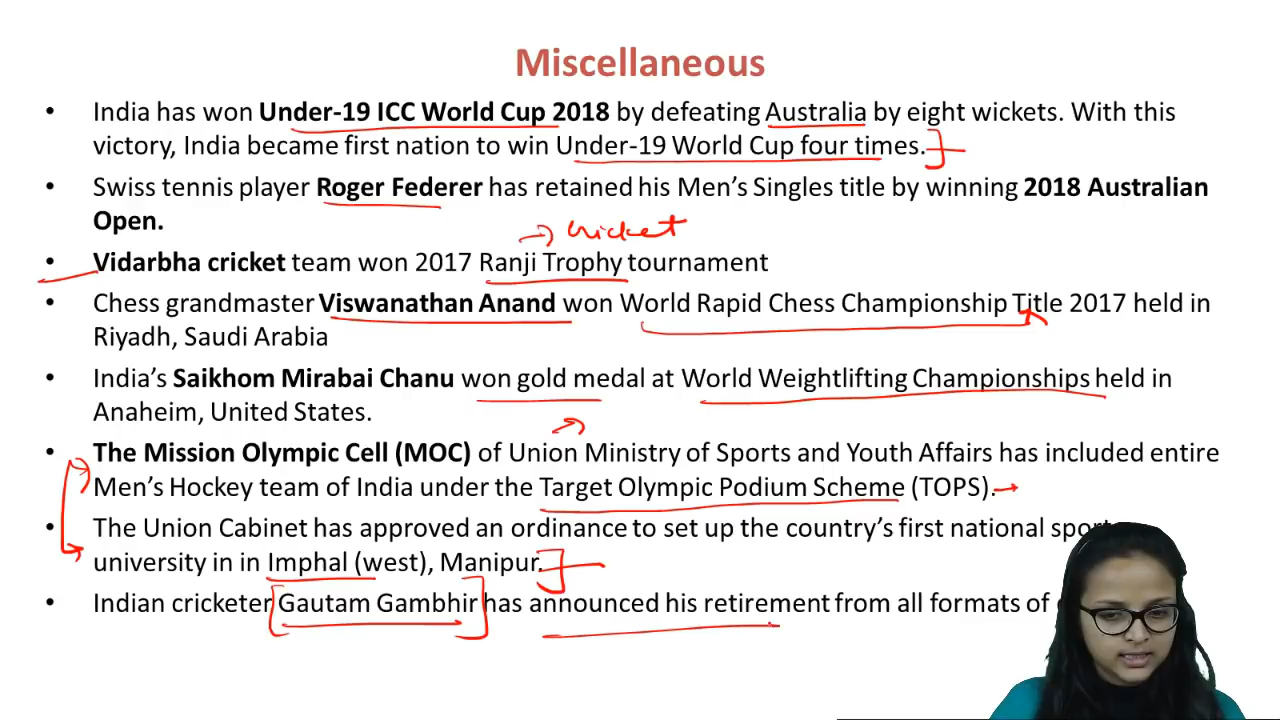 Miscellaneous
• India has won Under-19 ICC World Cup 2018 by defeating Australia by eight wickets. With this
victory, India became first nation to win Under-19 World Cup four times.
• Swiss tennis player Roger Federer has retained his Men's Singles title by winning 2018 Australian
Open.
cricket
• Vidarbha cricket team won 2017 Ranji Trophy tournament
• Chess grandmaster Viswanathan Anand won World Rapid Chess Championship Title 2017 held in
Riyadh, Saudi Arabia
• India's Saikhom Mirabai Chanu won gold medal at World Weightlifting Championships held in
Anaheim, United States.
• The Mission Olympic Cell (MOC) of Union Ministry of Sports and Youth Affairs has included entire
Men's Hockey team of India under the Target Olympic Podium Scheme (TOPS).
• The Union Cabinet has approved an ordinance to set up the country's first national
university in in Imphal (west), Manipur.
• Indian cricketer Gautam Gambhir has announced his retirement from all formats of